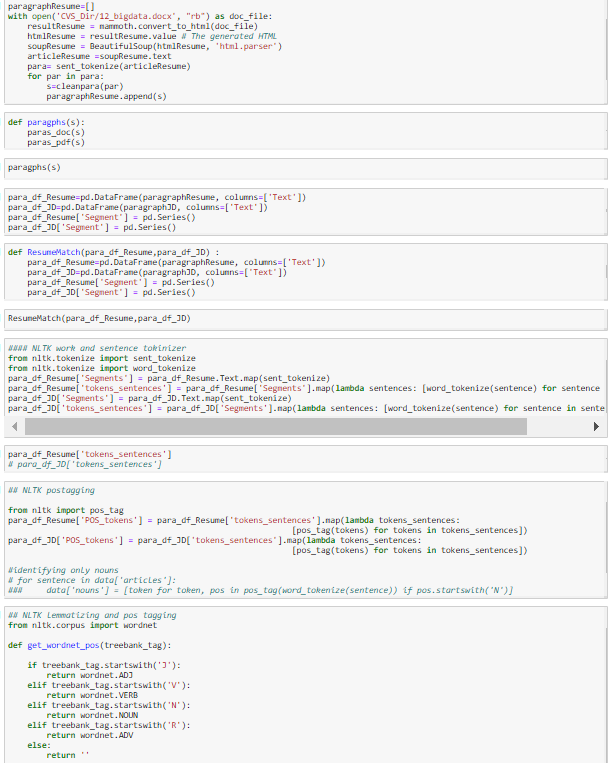 paragraphResume=[]
with open('CVS_Dir/12_bigdata.docx', "rb") as doc_file:
    resultResume = mammoth.convert_to_html(doc_file)
    htmlResume = resultResume.value # The generated HTML
    soupResume = BeautifulSoup(htmlResume, 'html.parser')
    articleResume =soupResume.text
    para= sent_tokenize(articleResume)
    for par in para:
        s=cleanpara(par)
        paragraphResume.append(s)
def paragphs(s):
    paras_doc(s)
    paras_pdf(s)
paragphs(s)
para_df_Resume=pd.DataFrame(paragraphResume, columns=['Text'])
para_df_JD=pd.DataFrame(paragraphJD, columns=['Text'])
para_df_Resume['Segment'] = pd.Series()
para_df_JD['Segment'] = pd.Series()
def ResumeMatch(para_df_Resume,para_df_JD) :
    para_df_Resume=pd.DataFrame(paragraphResume, columns=['Text'])
    para_df_JD=pd.DataFrame(paragraphJD, columns=['Text'])
    para_df_Resume['Segment'] = pd.Series()
    para_df_JD['Segment'] = pd.Series()
ResumeMatch(para_df_Resume,para_df_JD)
#### NLTK work and sentence tokinizer
from nltk.tokenize import sent_tokenize
from nltk.tokenize import word_tokenize
para_df_Resume['Segments'] = para_df_Resume.Text.map(sent_tokenize)
para_df_Resume['tokens_sentences'] = para_df_Resume['Segments'].map(lambda sentences: [word_tokenize(sentence) for sentence
para_df_JD['Segments'] = para_df_JD.Text.map(sent_tokenize)
para_df_JD['tokens_sentences'] = para_df_JD['Segments'].map(lambda sentences: [word_tokenize(sentence) for sentence in sente
para_df_Resume['tokens_sentences']
# para_df_JD['tokens_sentences']
## NLTK postagging
from nltk import pos_tag
para_df_Resume['POS_tokens'] = para_df_Resume['tokens_sentences'].map(lambda tokens_sentences:
                                                          [pos_tag(tokens) for tokens in tokens_sentences])
para_df_JD['POS_tokens'] = para_df_JD['tokens_sentences'].map(lambda tokens_sentences:
                                                          [pos_tag(tokens) for tokens in tokens_sentences])
#identifying only nouns
# for sentence in data['articles']:
###     data['nouns'] = [token for token, pos in pos_tag(word_tokenize(sentence)) if pos.startswith('N')]
## NLTK Lemmatizing and pos tagging
from nltk.corpus import wordnet
def get_wordnet_pos(treebank_tag):
    if treebank_tag.startswith('J'):
        return wordnet.ADJ
    elif treebank_tag.startswith('V'):
        return wordnet.VERB
    elif treebank_tag.startswith('N'):
        return wordnet.NOUN
    elif treebank_tag.startswith('R'):
        return wordnet.ADV
    else:
        return ''